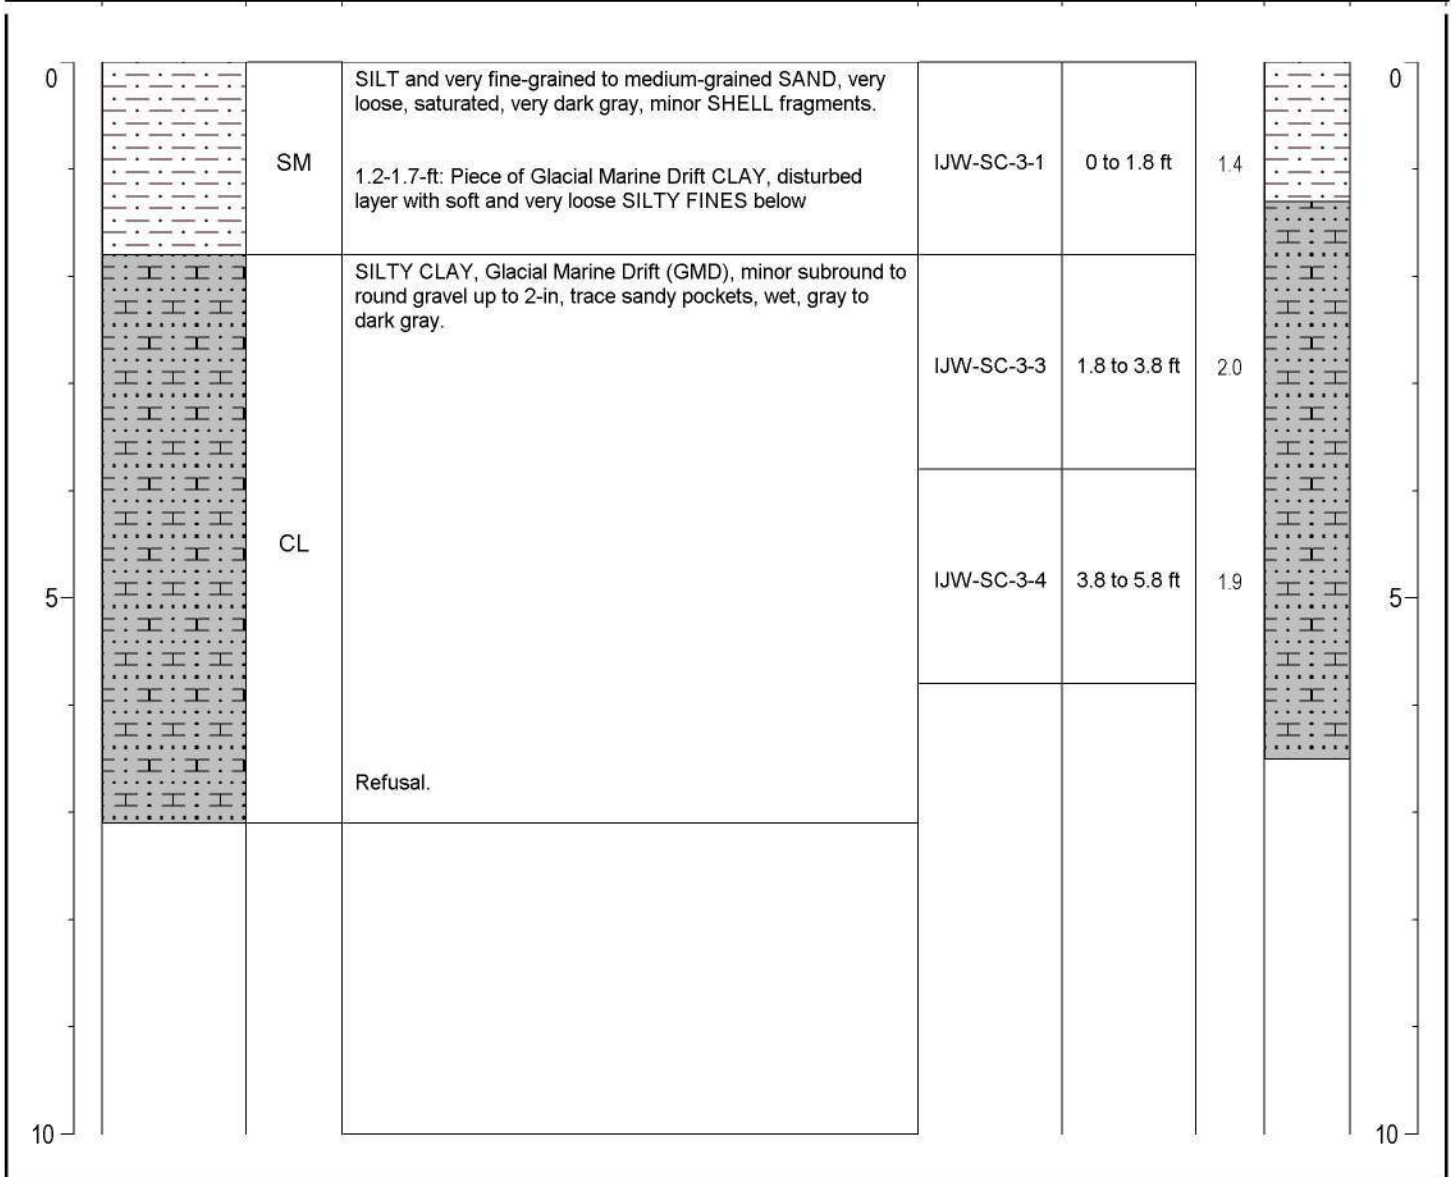 0
SM
SILT and very fine-grained to medium-grained SAND, very
loose, saturated, very dark gray, minor SHELL fragments.
1.2-1.7-ft: Piece of Glacial Marine Drift CLAY, disturbed
layer with soft and very loose SILTY FINES below
IJW-SC-3-1
0 to 1.8 ft
1.4
0
SILTY CLAY, Glacial Marine Drift (GMD), minor subround to
round gravel up to 2-in, trace sandy pockets, wet, gray to
dark gray.
IJW-SC-3-3
1.8 to 3.8 ft
2.0
CL
IJW-SC-3-4
3.8 to 5.8 ft
1.9
5
5
Refusal.
10
10